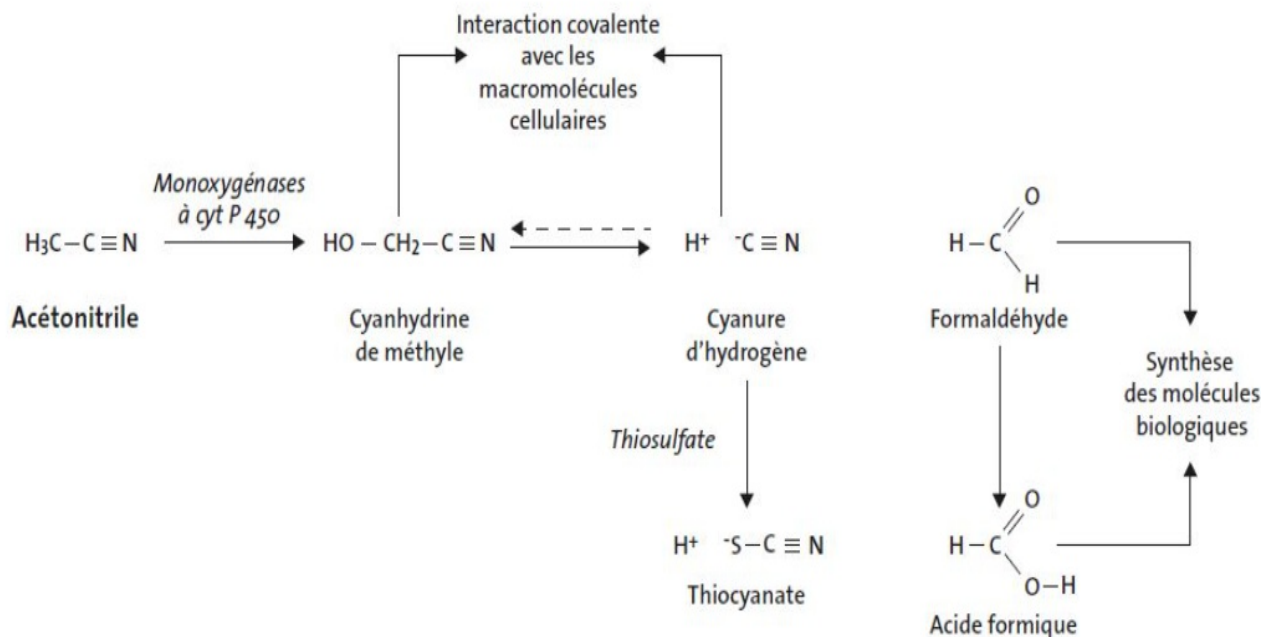 Interaction covalente
avec les
macromolécules
cellulaires
Monoxygénases
à cyt P 450
H₃C–C≡N
HO–CH₂–C≡N
H⁺ ⁻C≡N
H–C
O
H
Acétonitrile
Cyanhydrine
de méthyle
Cyanure
d'hydrogène
Formaldéhyde
Synthèse
des molécules
biologiques
Thiosulfate
H⁺ ⁻S–C≡N
H–C
O
O–H
Thiocyanate
Acide formique